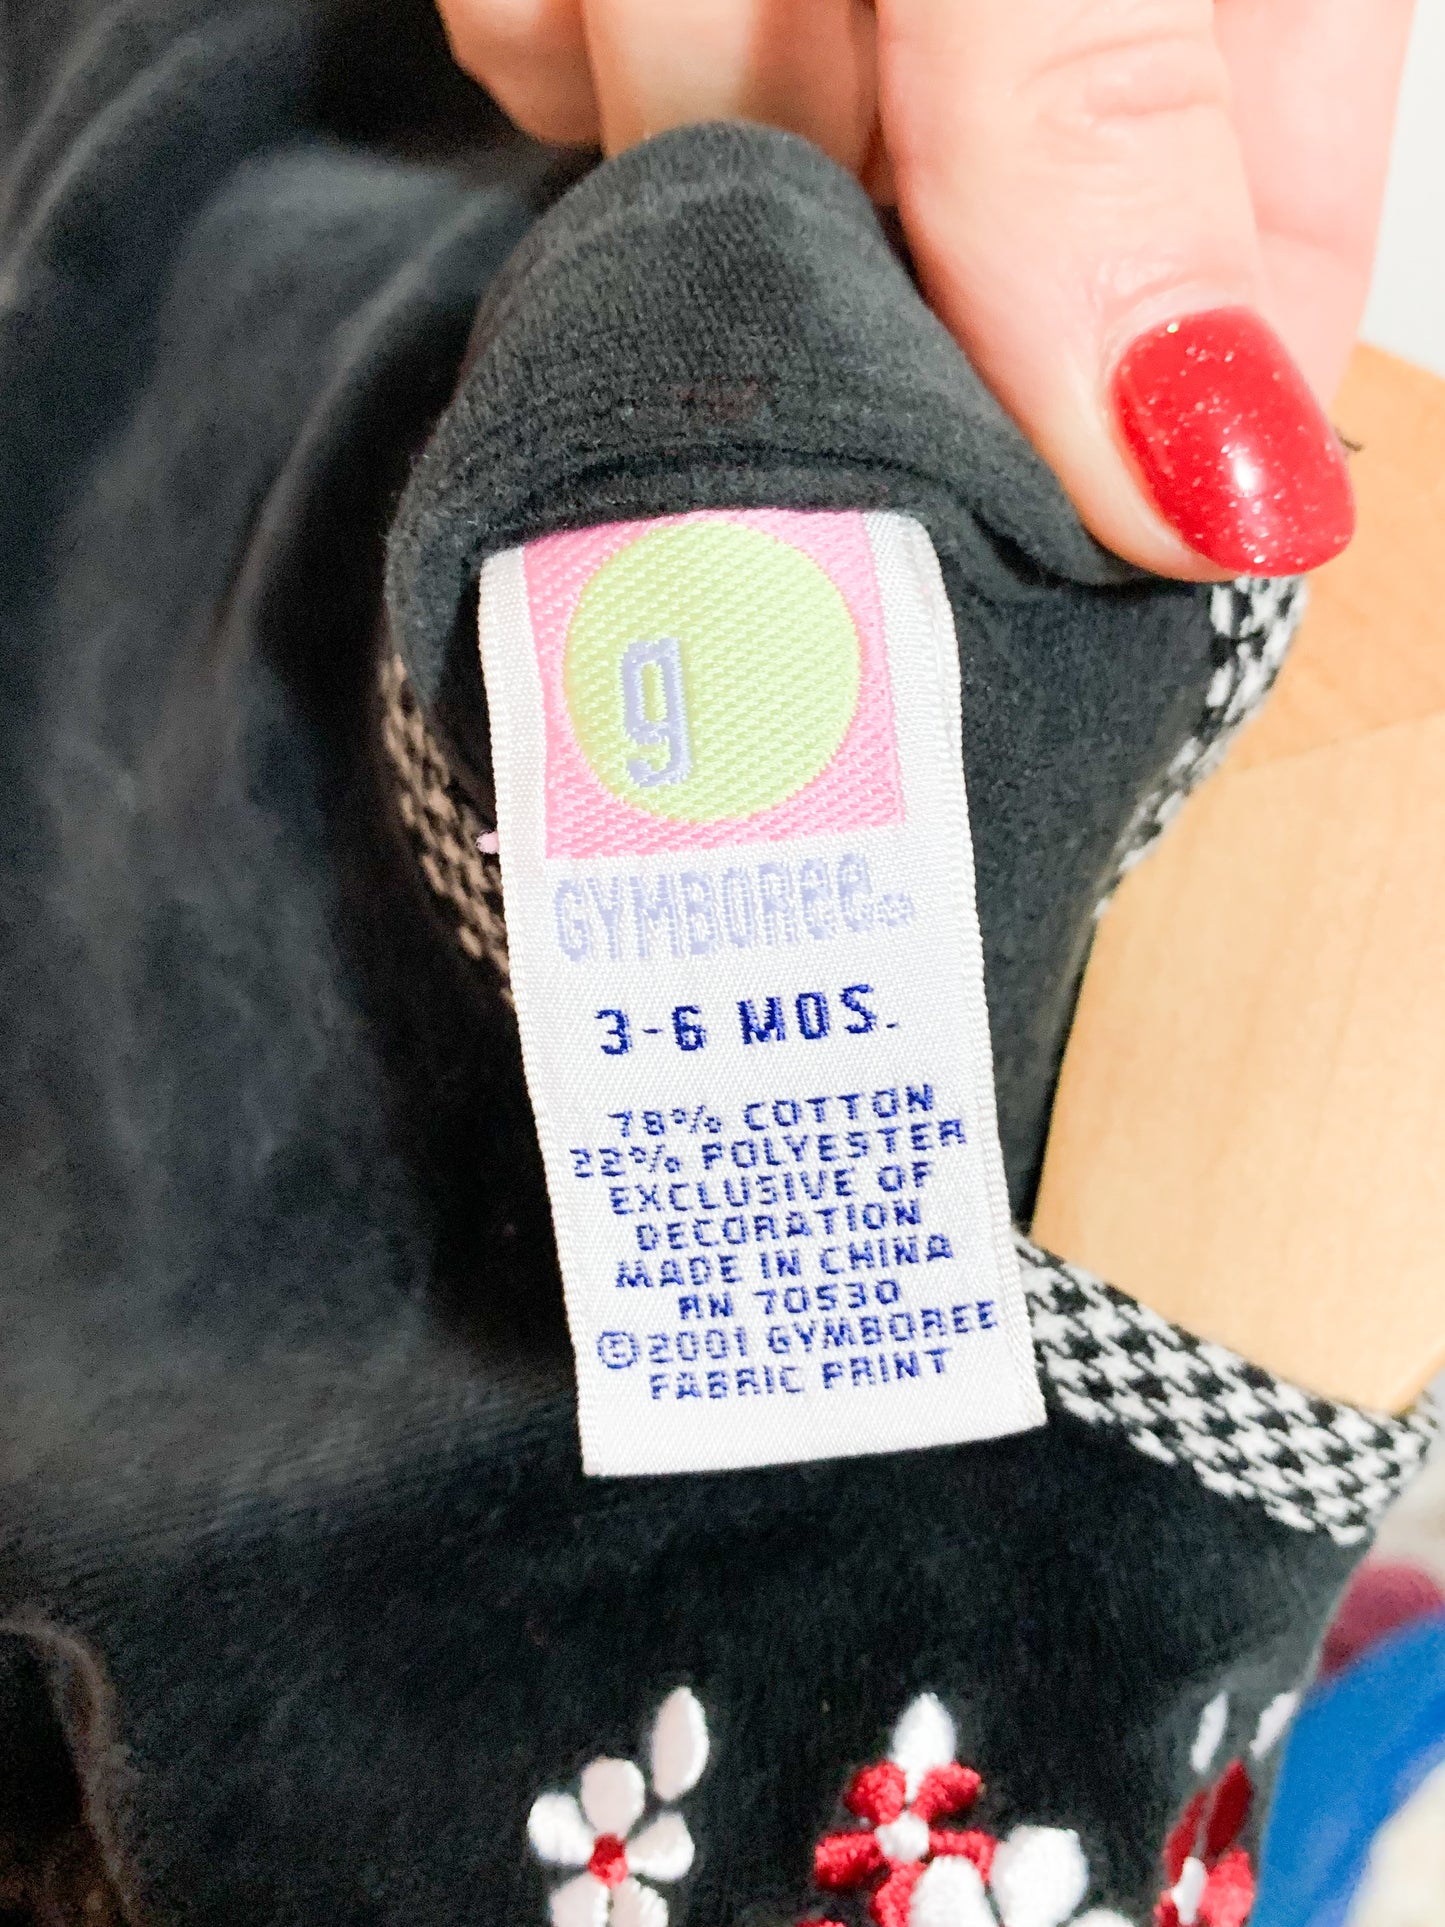 g
GYMBORee
3-6 MOS.
78% COTTON
22% POLYESTER
EXCLUSIVE OF
DECORATION
MADE IN CHINA
RN 70530
©2001 GYMBOREE
FABRIC PRINT